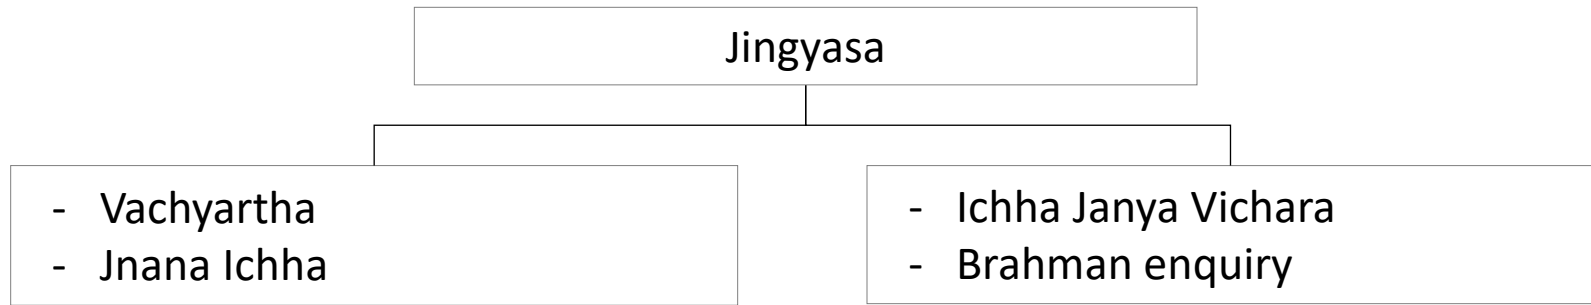 Jingyasa
- Vachyartha
- Jnana Ichha
- Ichha Janya Vichara
- Brahman enquiry